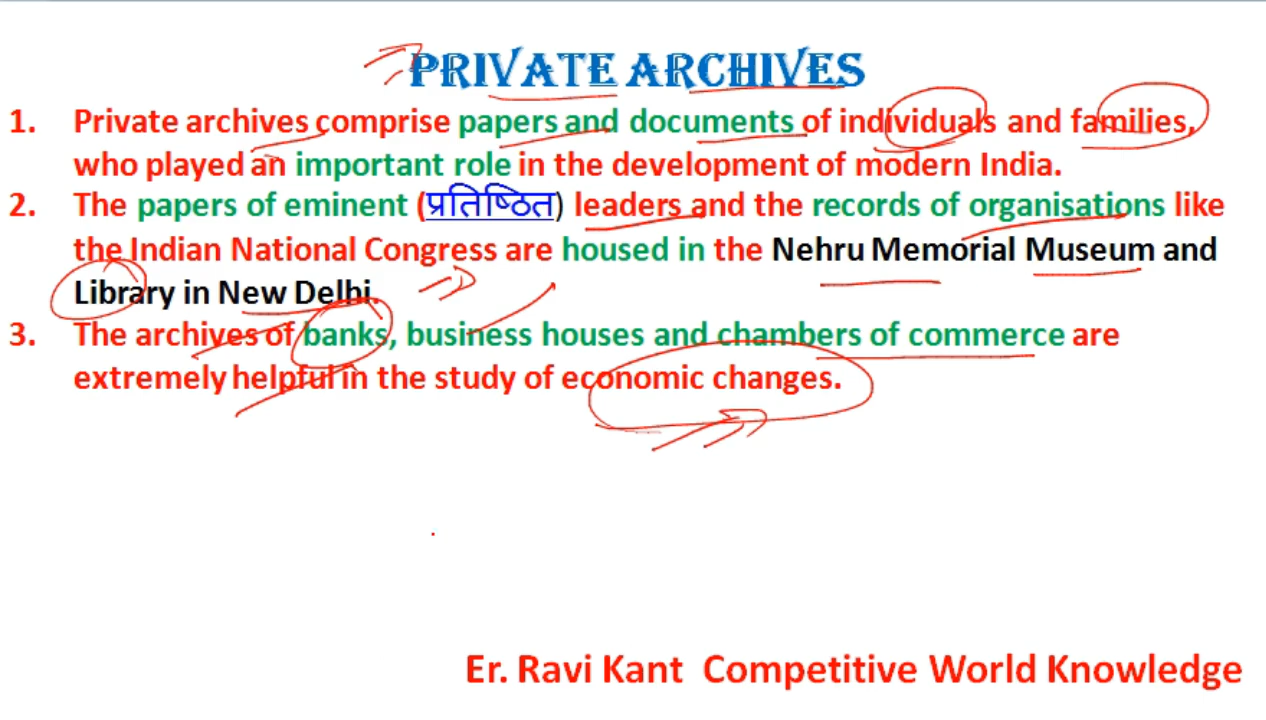 PRIVATE ARCHIVES
1. Private archives comprise papers and documents of individuals and families,
who played an important role in the development of modern India.
2. The papers of eminent (प्रतिष्ठित) leaders and the records of organisations like
the Indian National Congress are housed in the Nehru Memorial Museum and
Library in New Delhi.
3. The archives of banks, business houses and chambers of commerce are
extremely helpful in the study of economic changes.
Er. Ravi Kant Competitive World Knowledge